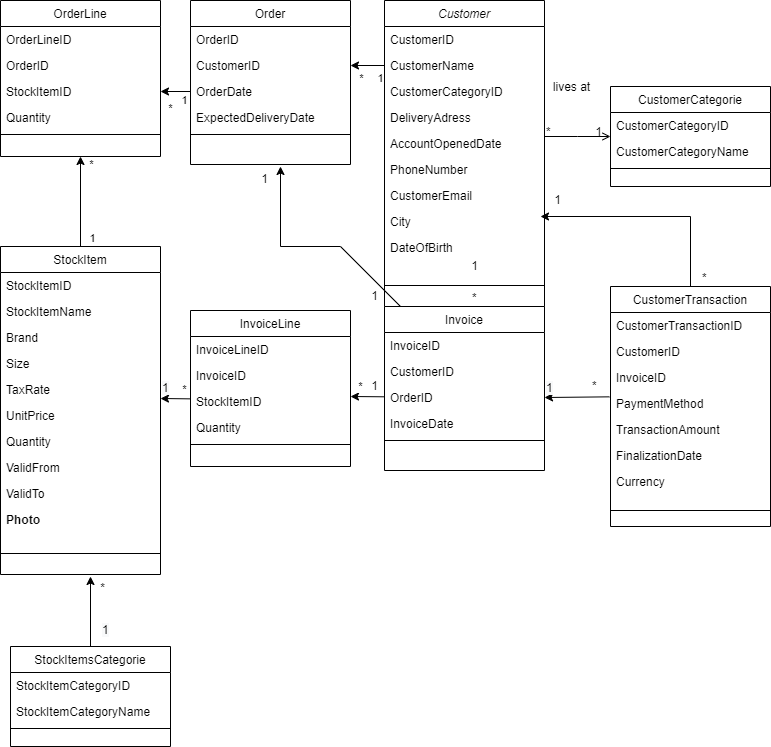 OrderLine
OrderLineID
OrderID
StockItemID
Quantity
Order
OrderID
CustomerID
OrderDate
ExpectedDeliveryDate
Customer
CustomerID
CustomerName
CustomerCategoryID
DeliveryAdress
AccountOpenedDate
PhoneNumber
CustomerEmail
City
DateOfBirth
1
*
lives at
*
1
CustomerCategorie
CustomerCategoryID
CustomerCategoryName
*
1
*
1
*
1
1
1
1
*
StockItem
StockItemID
StockItemName
Brand
Size
TaxRate
UnitPrice
Quantity
ValidFrom
ValidTo
Photo
InvoiceLine
InvoiceLineID
InvoiceID
StockItemID
Quantity
Invoice
InvoiceID
CustomerID
OrderID
InvoiceDate
CustomerTransaction
CustomerTransactionID
CustomerID
InvoiceID
PaymentMethod
TransactionAmount
FinalizationDate
Currency
1
*
*
1
1
*
*
1
StockItemsCategorie
StockItemCategoryID
StockItemCategoryName